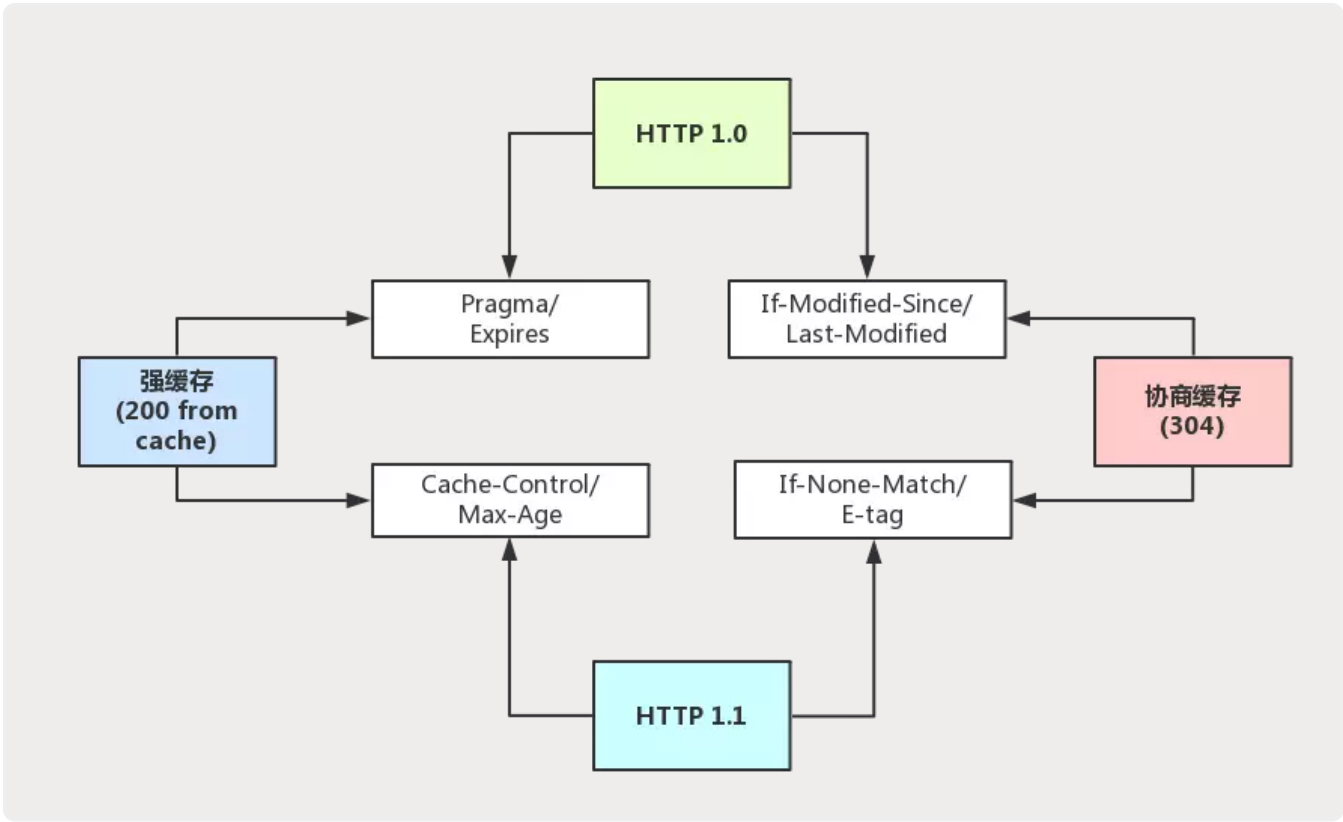 HTTP 1.0
Pragma/
Expires
If-Modified-Since/
Last-Modified
强缓存
(200 from
cache)
协商缓存
(304)
Cache-Control/
Max-Age
If-None-Match/
E-tag
HTTP 1.1